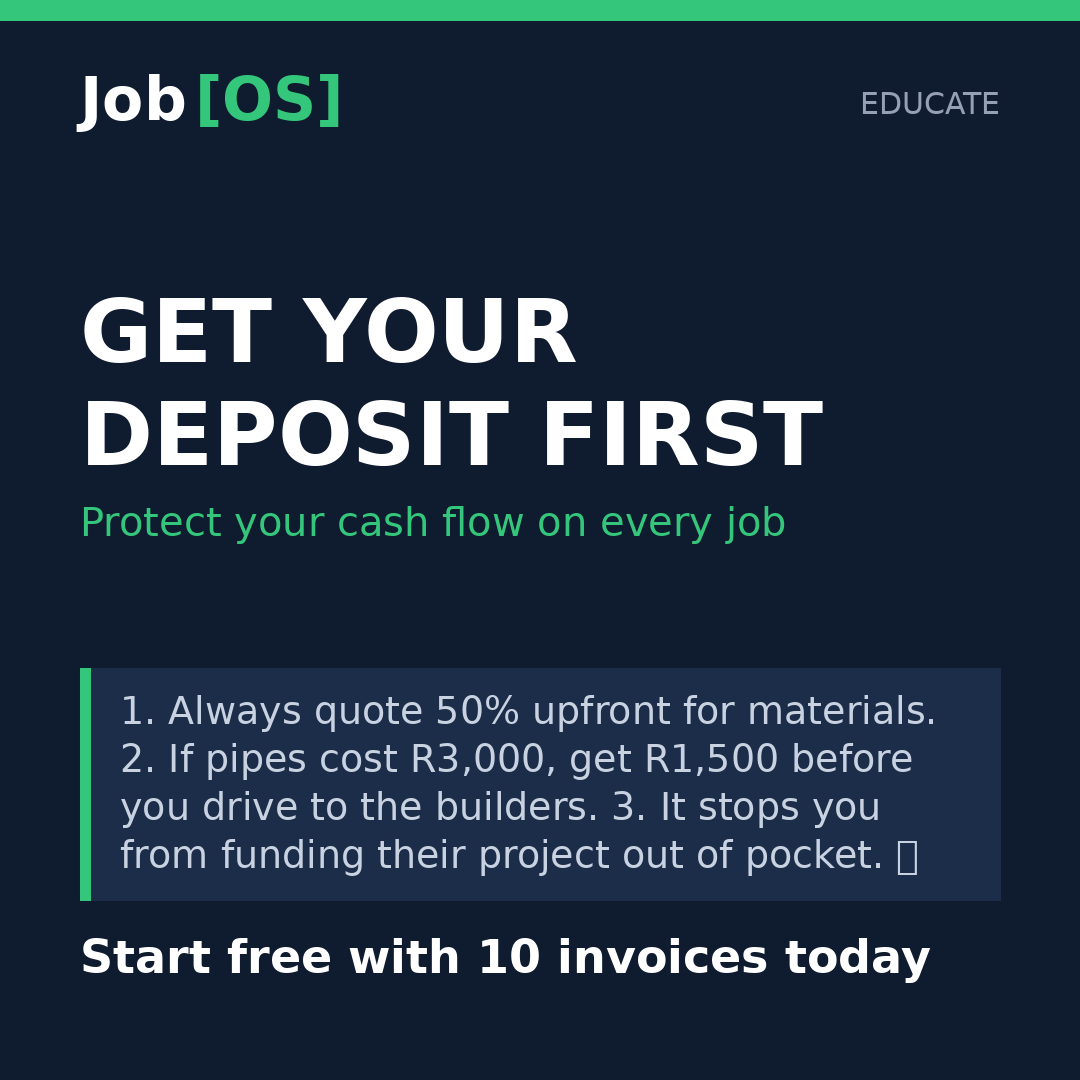 Job [OS]
EDUCATE
GET YOUR
DEPOSIT FIRST
Protect your cash flow on every job
1. Always quote 50% upfront for materials.
2. If pipes cost R3,000, get R1,500 before
you drive to the builders. 3. It stops you
from funding their project out of pocket.
Start free with 10 invoices today